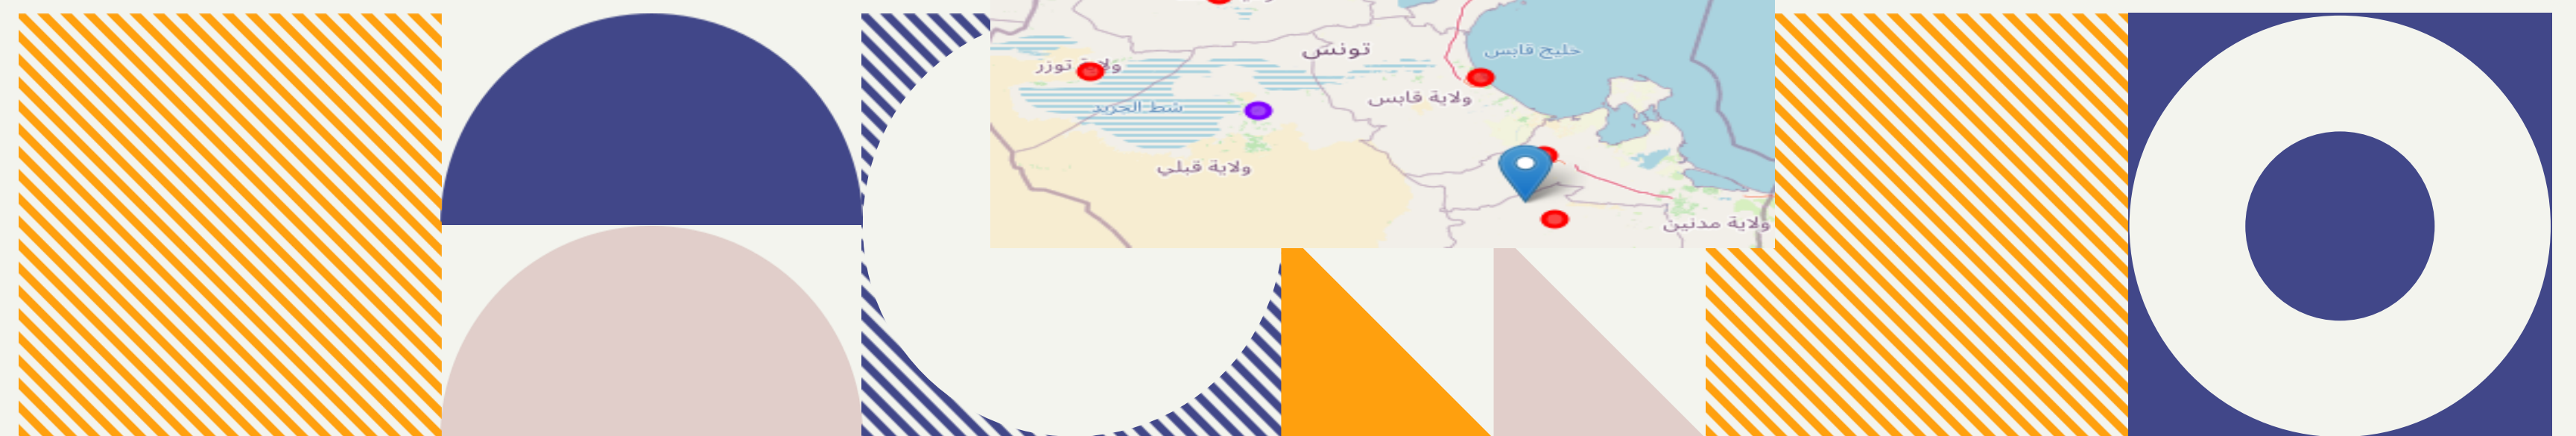 تونس
خليج قابس
ولاية توزر
ولاية قابس
شط الجريد
ولاية قبلي
ولاية مدنين